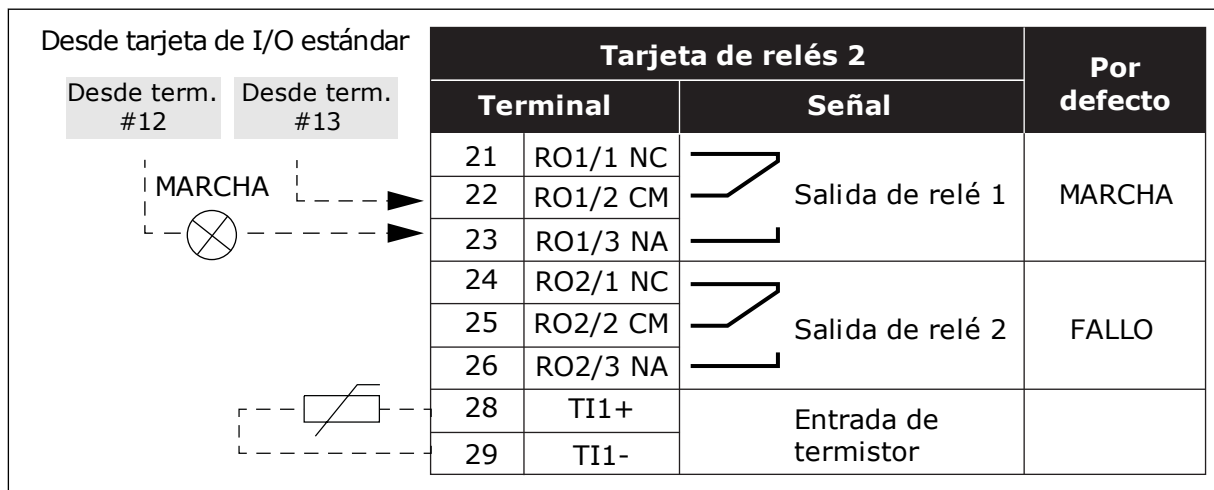 Desde tarjeta de I/O estándar
Desde term.
#12
Desde term.
#13
MARCHA
Tarjeta de relés 2
Por
defecto
Terminal
Señal
21 RO1/1 NC
22 RO1/2 CM Salida de relé 1 MARCHA
23 RO1/3 NA
24 RO2/1 NC
25 RO2/2 CM Salida de relé 2 FALLO
26 RO2/3 NA
28 TI1+ Entrada de
29 TI1- termistor